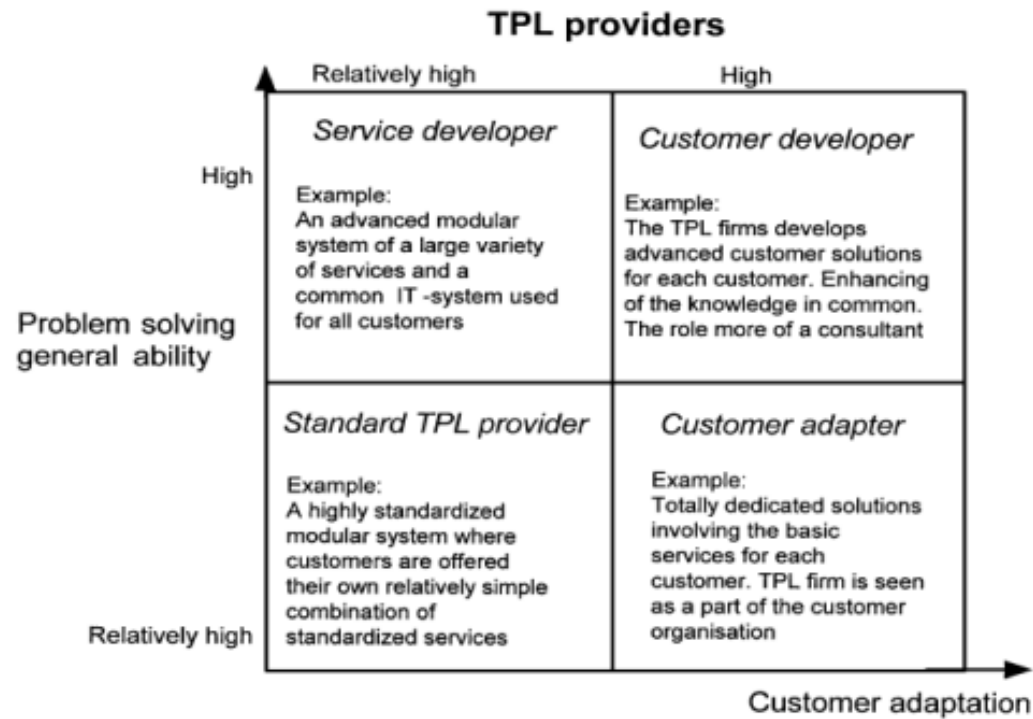 TPL providers
Relatively high
High
Service developer
Customer developer
High
Example:
An advanced modular
system of a large variety
of services and a
common IT -system used
for all customers
Example:
The TPL firms develops
advanced customer solutions
for each customer. Enhancing
of the knowledge in common.
The role more of a consultant
Problem solving
general ability
Standard TPL provider
Customer adapter
Example:
A highly standardized
modular system where
customers are offered
their own relatively simple
combination of
standardized services
Example:
Totally dedicated solutions
involving the basic
services for each
customer. TPL firm is seen
as a part of the customer
organisation
Relatively high
Customer adaptation